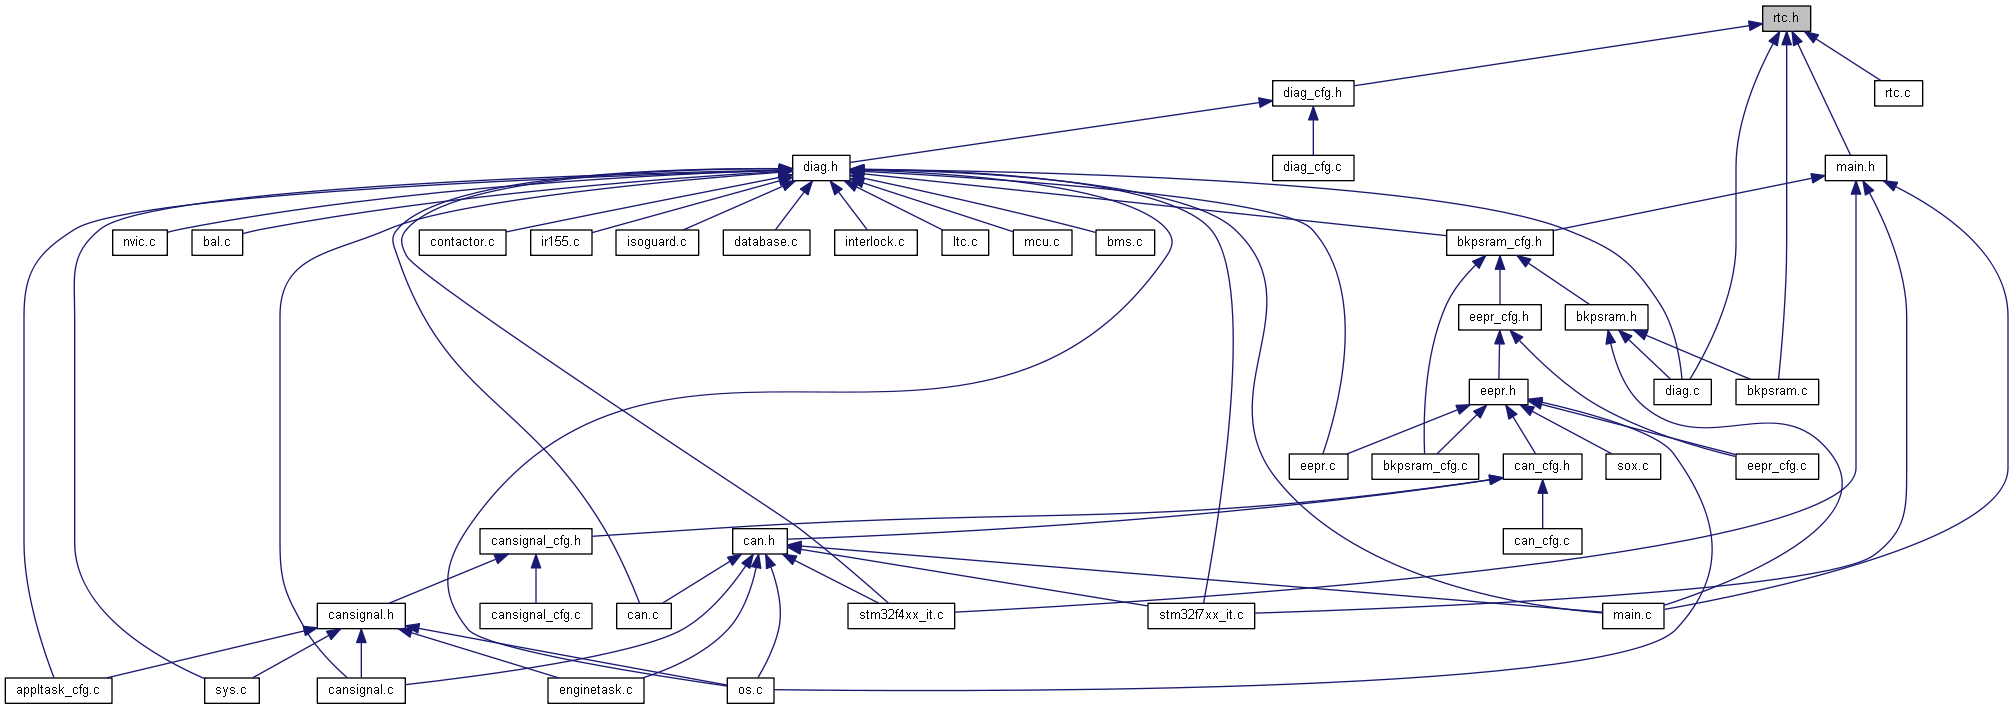 rtc.h
diag_cfg.h
rtc.c
diag.h
diag_cfg.c
main.h
nvic.c
bal.c
contactor.c
ir155.c
isoguard.c
database.c
interlock.c
ltc.c
mcu.c
bms.c
bkpsram_cfg.h
eepr_cfg.h
bkpsram.h
eepr.h
diag.c
bkpsram.c
eepr.c
bkpsram_cfg.c
can_cfg.h
sox.c
eepr_cfg.c
cansignal_cfg.h
can.h
can_cfg.c
cansignal.h
cansignal_cfg.c
can.c
stm32f4xx_it.c
stm32f7xx_it.c
main.c
appltask_cfg.c
sys.c
cansignal.c
enginetask.c
os.c